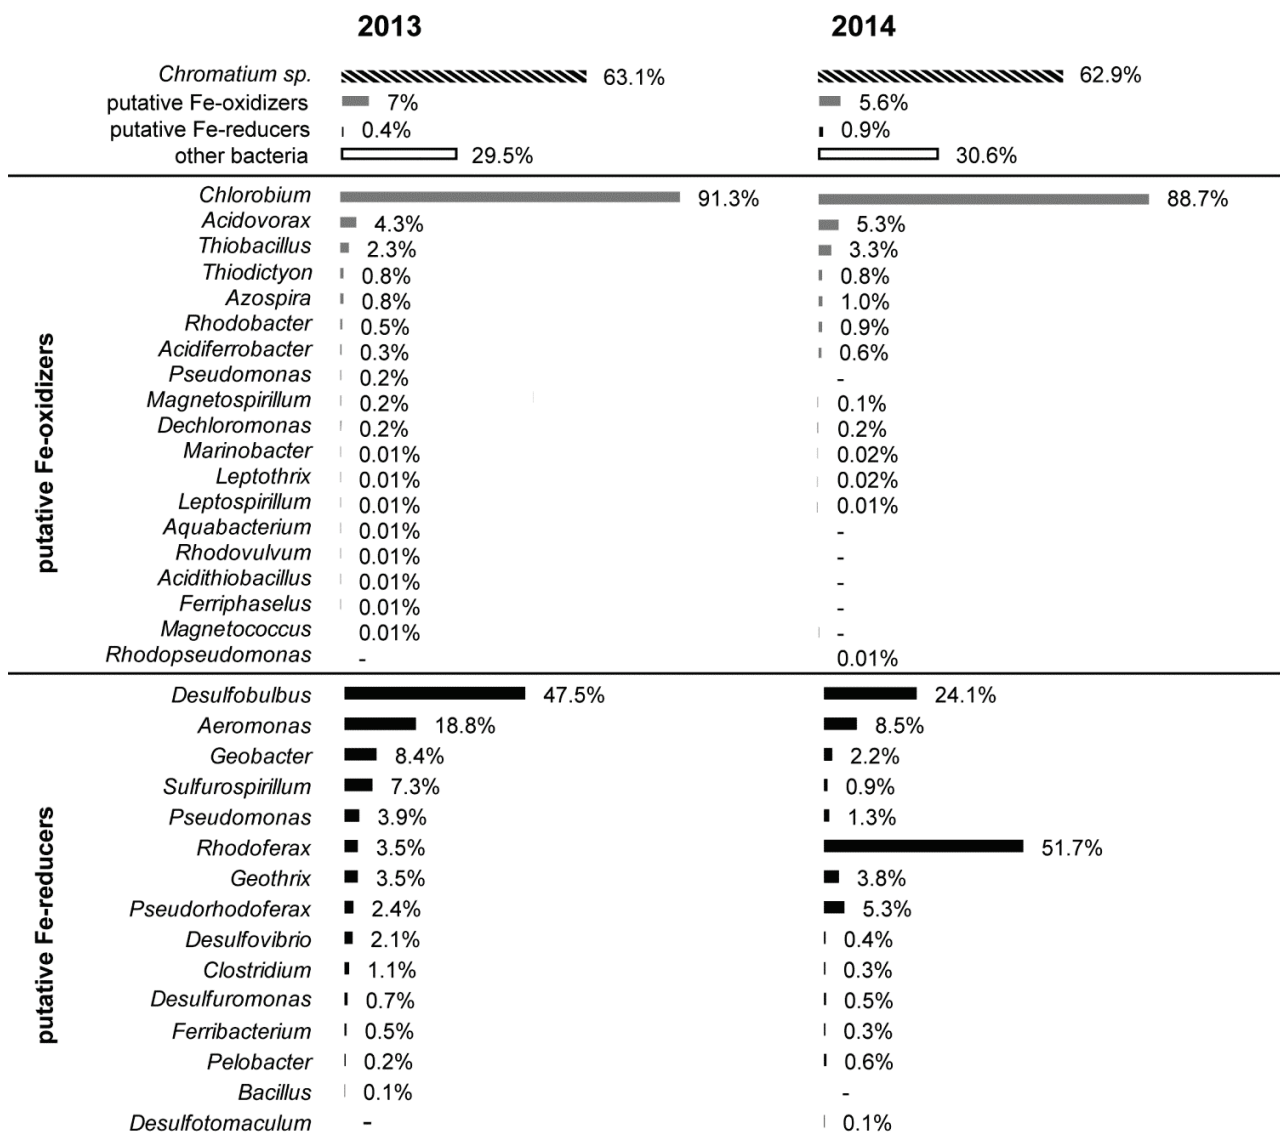 2013 2014
Chromatium sp. 63.1% 62.9%
putative Fe-oxidizers 7% 5.6%
putative Fe-reducers 0.4% 0.9%
other bacteria 29.5% 30.6%
putative Fe-oxidizers
Chlorobium 91.3% 88.7%
Acidovorax 4.3% 5.3%
Thiobacillus 2.3% 3.3%
Thiodictyon 0.8% 0.8%
Azospira 0.8% 1.0%
Rhodobacter 0.5% 0.9%
Acidiferrobacter 0.3% 0.6%
Pseudomonas 0.2% -
Magnetospirillum 0.2% 0.1%
Dechloromonas 0.2% 0.2%
Marinobacter 0.01% 0.02%
Leptothrix 0.01% 0.02%
Leptospirillum 0.01% 0.01%
Aquabacterium 0.01% -
Rhodovulvum 0.01% -
Acidithiobacillus 0.01% -
Ferriphaselus 0.01% -
Magnetococcus 0.01% -
Rhodopseudomonas - 0.01%
putative Fe-reducers
Desulfobulbus 47.5% 24.1%
Aeromonas 18.8% 8.5%
Geobacter 8.4% 2.2%
Sulfurospirillum 7.3% 0.9%
Pseudomonas 3.9% 1.3%
Rhodoferax 3.5% 51.7%
Geothrix 3.5% 3.8%
Pseudorhodoferax 2.4% 5.3%
Desulfovibrio 2.1% 0.4%
Clostridium 1.1% 0.3%
Desulfuromonas 0.7% 0.5%
Ferribacterium 0.5% 0.3%
Pelobacter 0.2% 0.6%
Bacillus 0.1% -
Desulfotomaculum - 0.1%